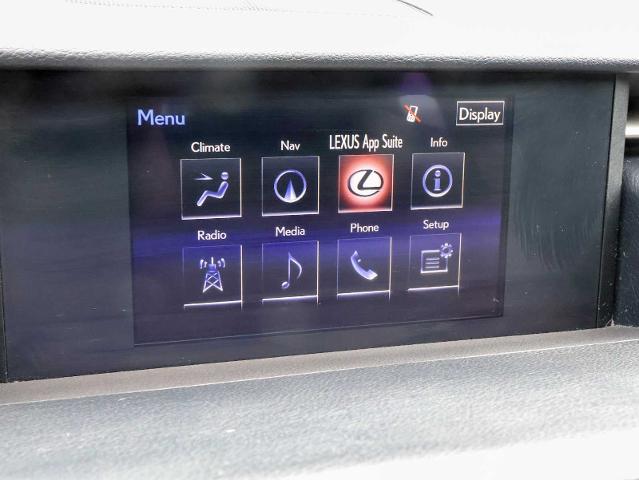 Menu
Display
Climate
Nav
LEXUS App Suite
Info
Radio
Media
Phone
Setup